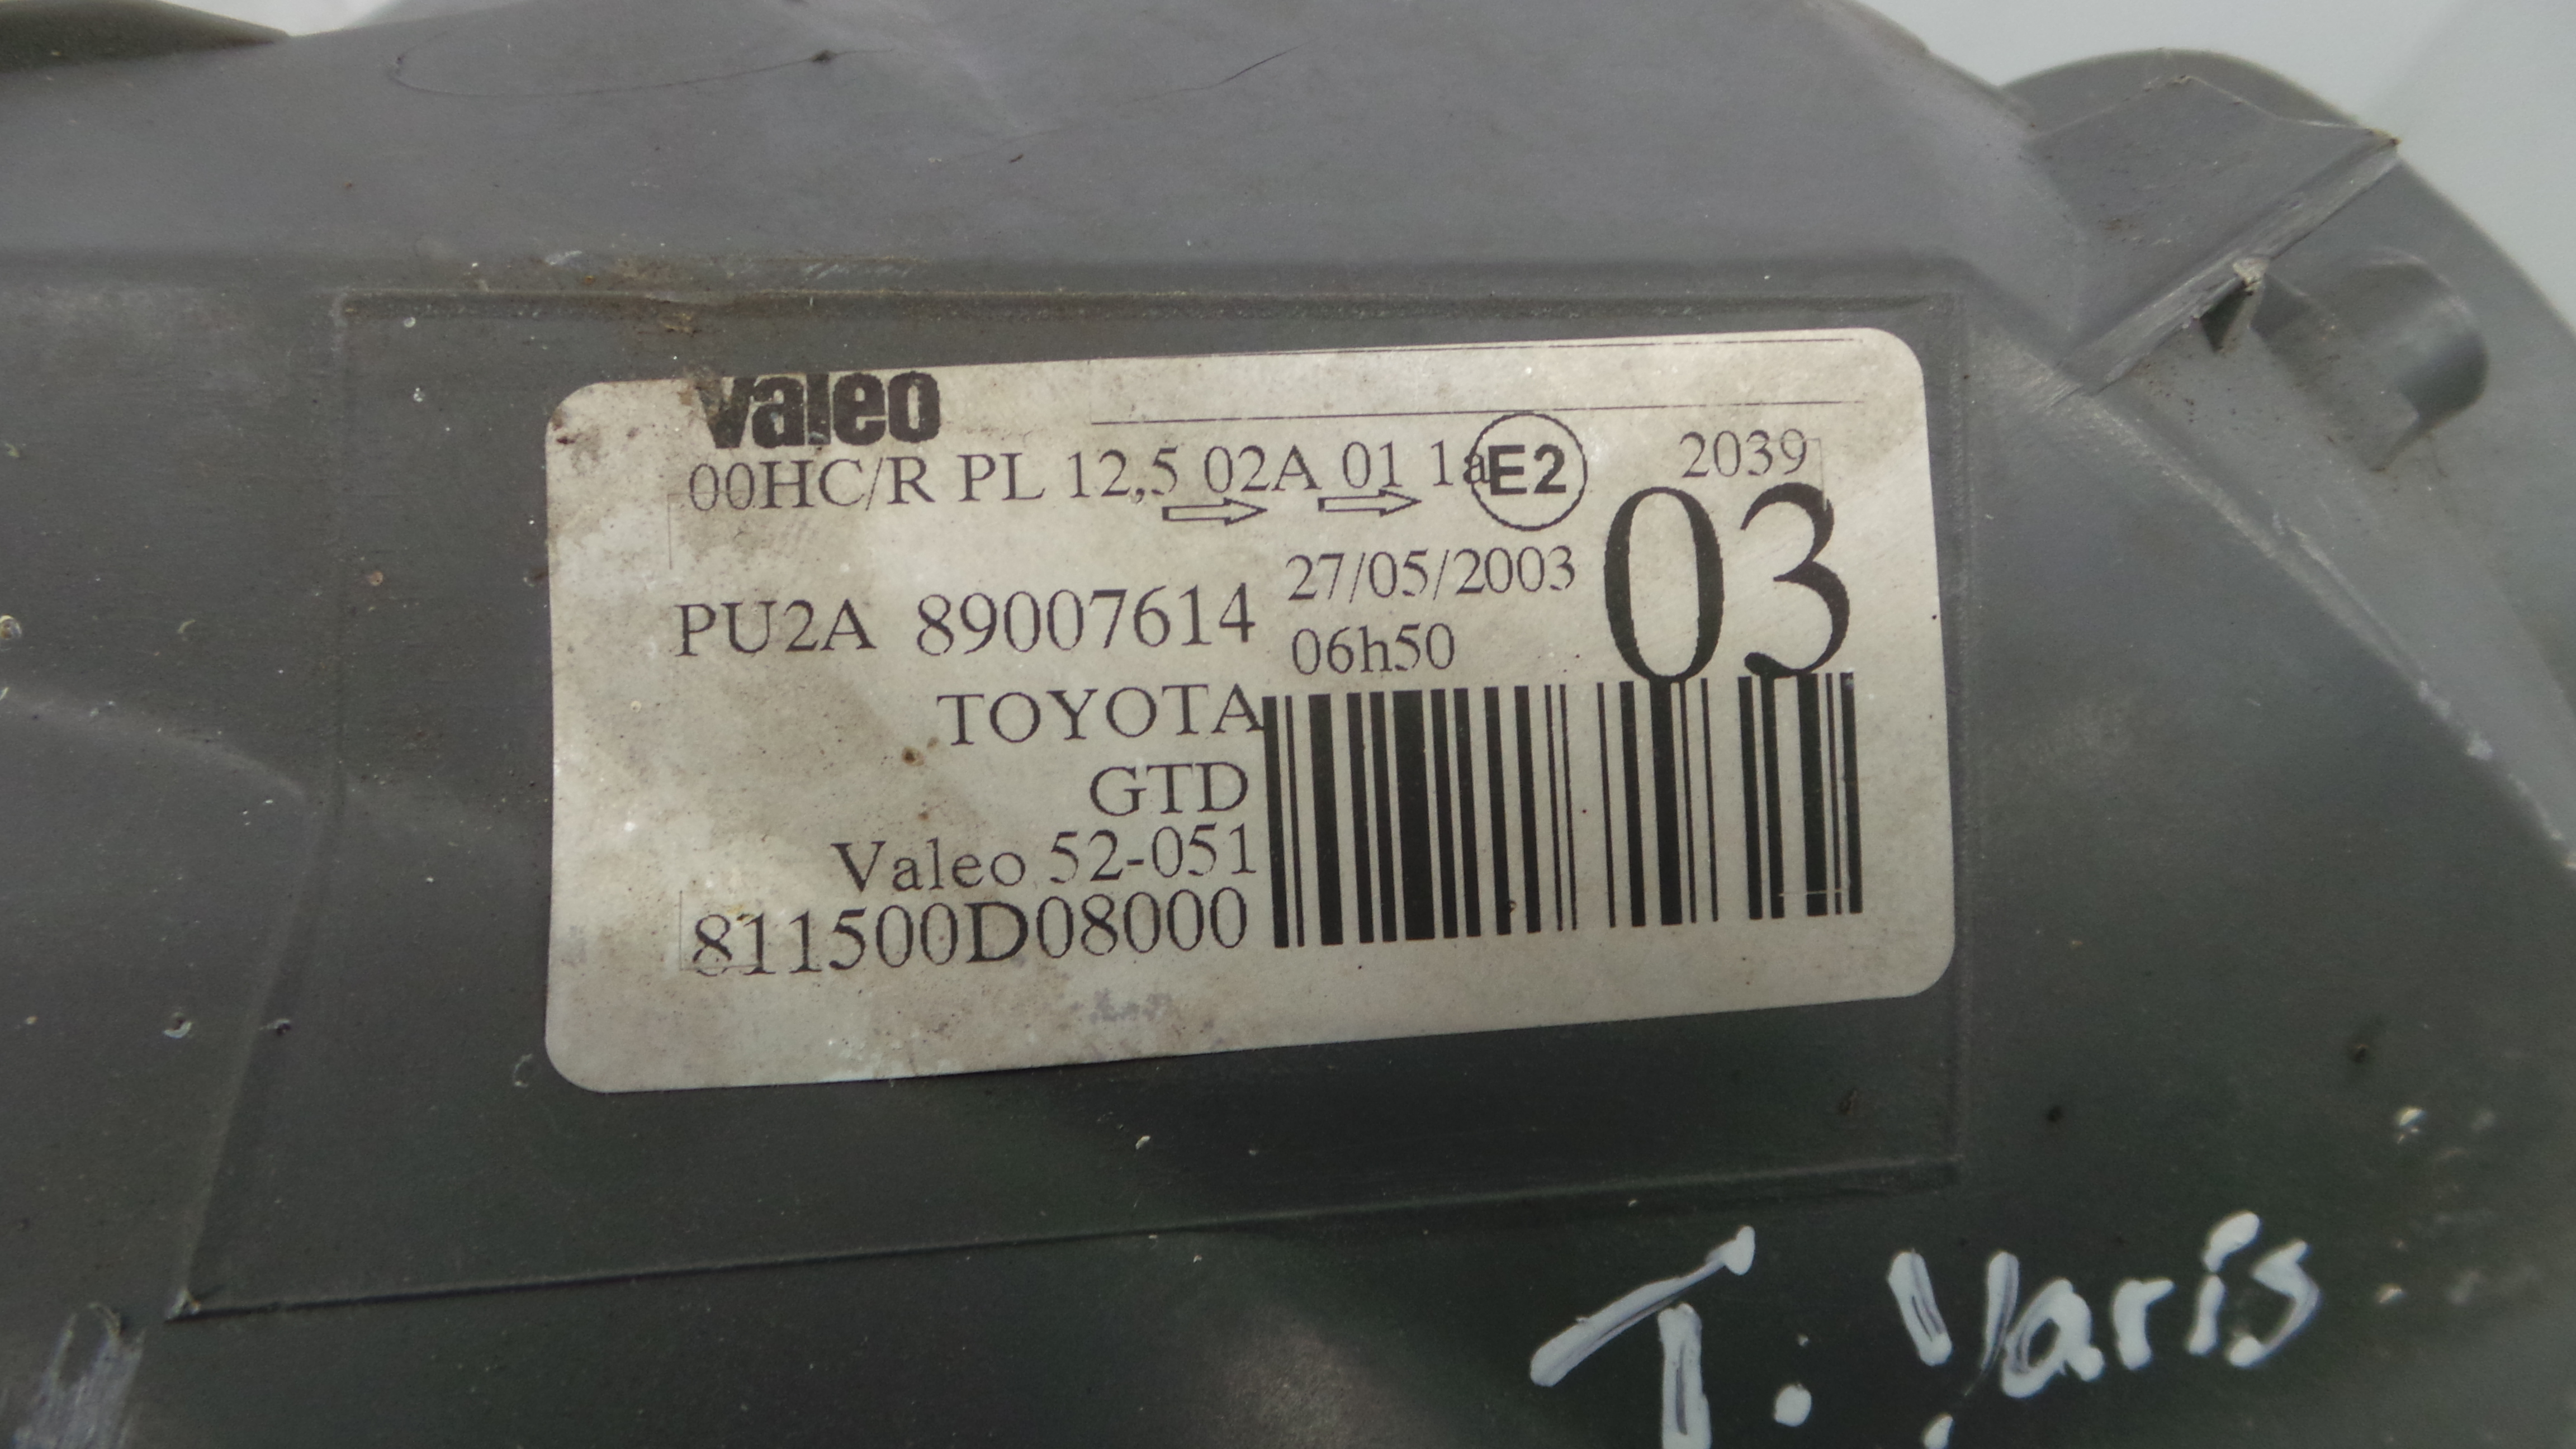 Valeo
00HC/R PL 12,5 02A 01 1a E2 2039
03
PU2A 89007614 27/05/2003
06h50
TOYOTA
GTD
Valeo 52-051
811500D08000
T. Yaris